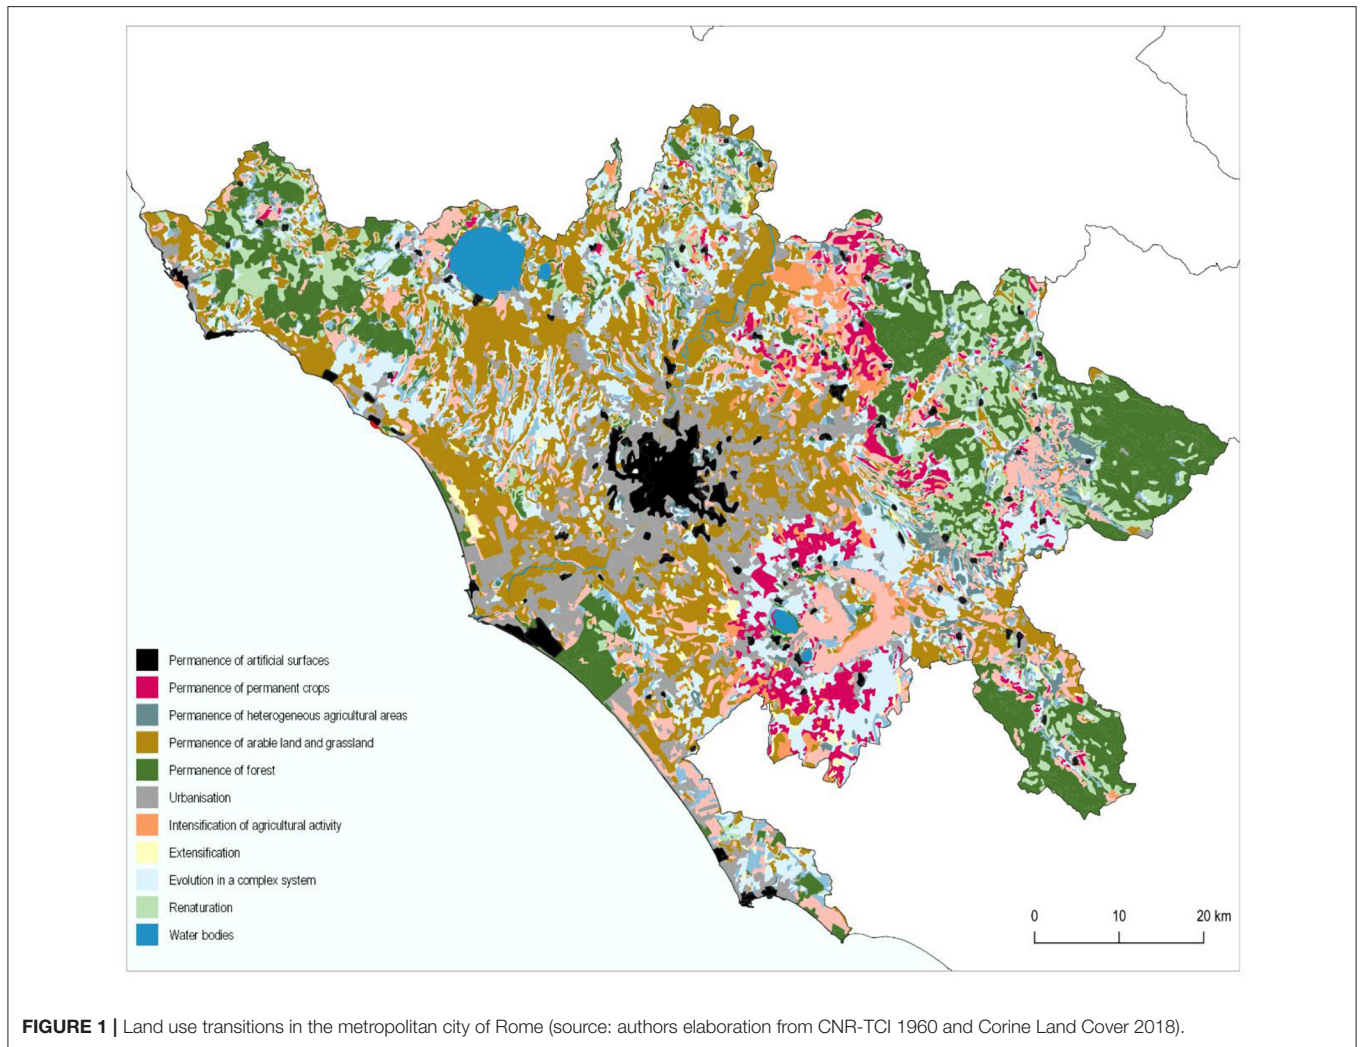 Permanence of artificial surfaces
Permanence of permanent crops
Permanence of heterogeneous agricultural areas
Permanence of arable land and grassland
Permanence of forest
Urbanisation
Intensification of agricultural activity
Extensification
Evolution in a complex system
Renaturation
Water bodies
0 10 20 km
FIGURE 1 | Land use transitions in the metropolitan city of Rome (source: authors elaboration from CNR-TCI 1960 and Corine Land Cover 2018).